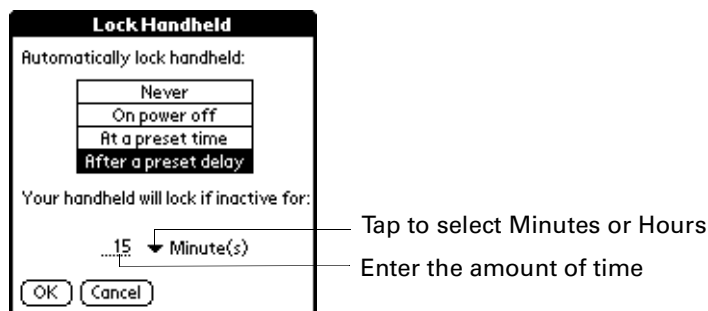 Lock Handheld
Automatically lock handheld:
Never
On power off
At a preset time
After a preset delay
Your handheld will lock if inactive for:
Tap to select Minutes or Hours
15 Minute(s)
Enter the amount of time
OK Cancel